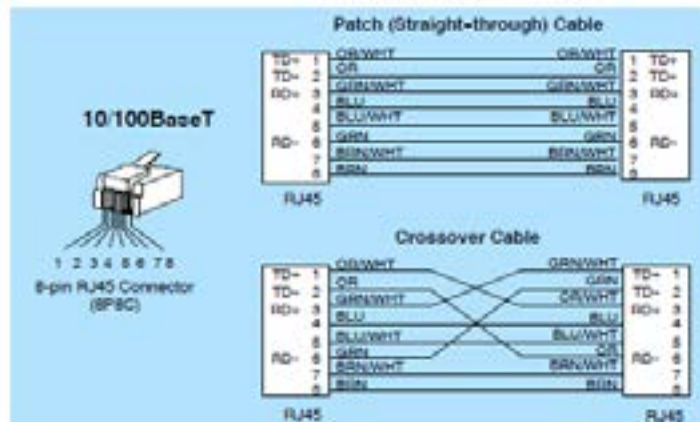 Patch (Straight-through) Cable
TD+ 1 OR/WHT OR/WHT 1 TD+
TD+ 2 OR OR 2 TD+
RD+ 3 GRN/WHT GRN/WHT 3 RD+
4 BLU BLU 4
5 BLU/WHT BLU/WHT 5
RD- 6 GRN GRN 6 RD-
7 BRN/WHT BRN/WHT 7
8 BRN BRN 8
RJ45 RJ45
10/100BaseT
1 2 3 4 5 6 7 8
8-pin RJ45 Connector
(8P8C)
Crossover Cable
TD+ 1 OR/WHT GRN/WHT 1 TD+
TD+ 2 OR GRN 2 TD+
RD+ 3 GRN/WHT OR/WHT 3 RD+
4 BLU BLU 4
5 BLU/WHT BLU/WHT 5
RD- 6 GRN OR 6 RD-
7 BRN/WHT BRN/WHT 7
8 BRN BRN 8
RJ45 RJ45